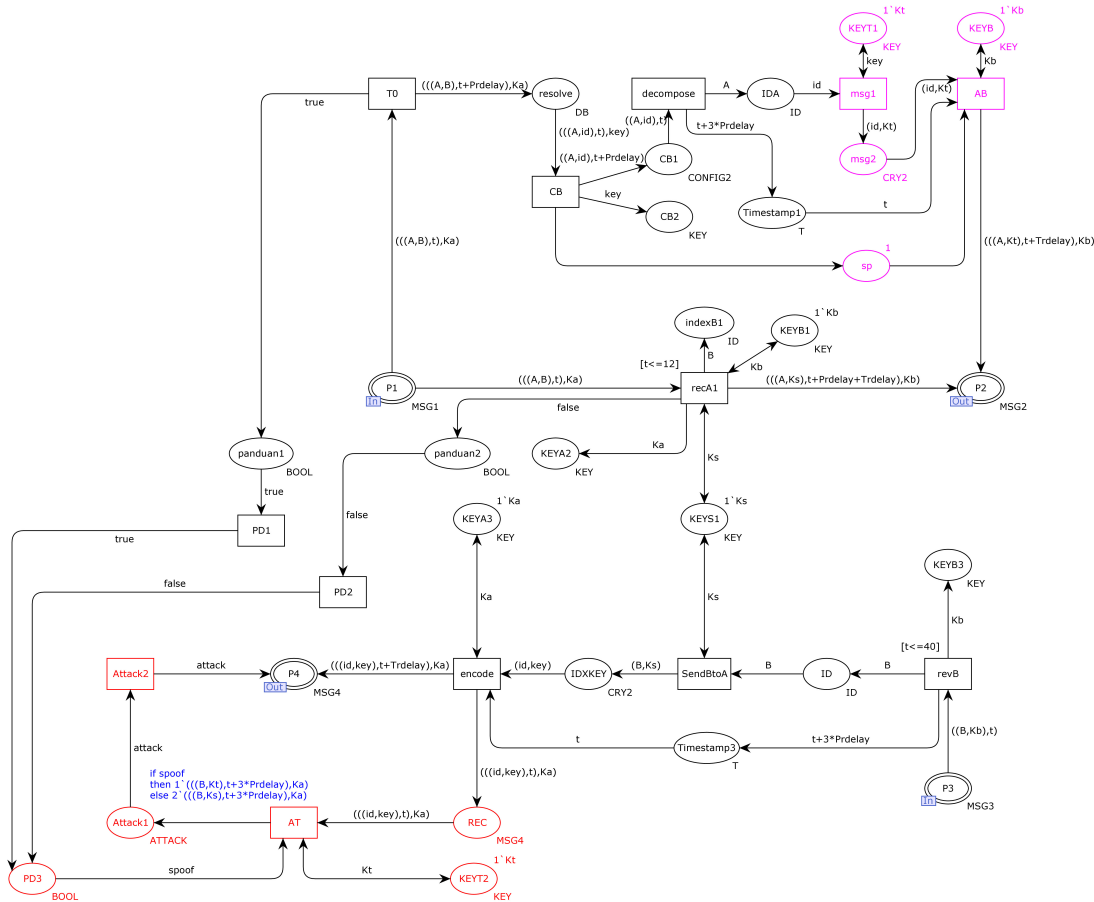 1`Kt
1`Kb
KEYT1
KEYB
KEY
KEY
key
Kb
T0
(((A,B),t+Prdelay),Ka)
resolve
DB
decompose
A
IDA
ID
id
msg1
(id,Kt)
AB
true
((A,id),t)
t+3*Prdelay
(id,Kt)
(((A,id),t),key)
((A,id),t+Prdelay)
CB1
CONFIG2
msg2
CRY2
CB
key
CB2
KEY
Timestamp1
T
t
(((A,B),t),Ka)
(((A,Kt),t+Trdelay),Kb)
1
sp
indexB1
ID
1`Kb
KEYB1
KEY
B
Kb
[t<=12]
P1
In
MSG1
(((A,B),t),Ka)
recA1
(((A,Ks),t+Prdelay+Trdelay),Kb)
P2
Out
MSG2
false
panduan1
BOOL
panduan2
BOOL
KEYA2
KEY
Ka
Ks
true
false
1`Ka
KEYA3
KEY
1`Ks
KEYS1
KEY
PD1
true
PD2
false
Ka
Ks
KEYB3
KEY
Kb
[t<=40]
Attack2
attack
P4
Out
MSG4
(((id,key),t+Trdelay),Ka)
encode
(id,key)
IDXKEY
CRY2
(B,Ks)
SendBtoA
B
ID
ID
B
revB
attack
t
Timestamp3
T
t+3*Prdelay
((B,Kb),t)
(((id,key),t),Ka)
if spoof
then 1`(((B,Kt),t+3*Prdelay),Ka)
else 2`(((B,Ks),t+3*Prdelay),Ka)
P3
In
MSG3
Attack1
ATTACK
AT
(((id,key),t),Ka)
REC
MSG4
PD3
BOOL
spoof
Kt
1`Kt
KEYT2
KEY